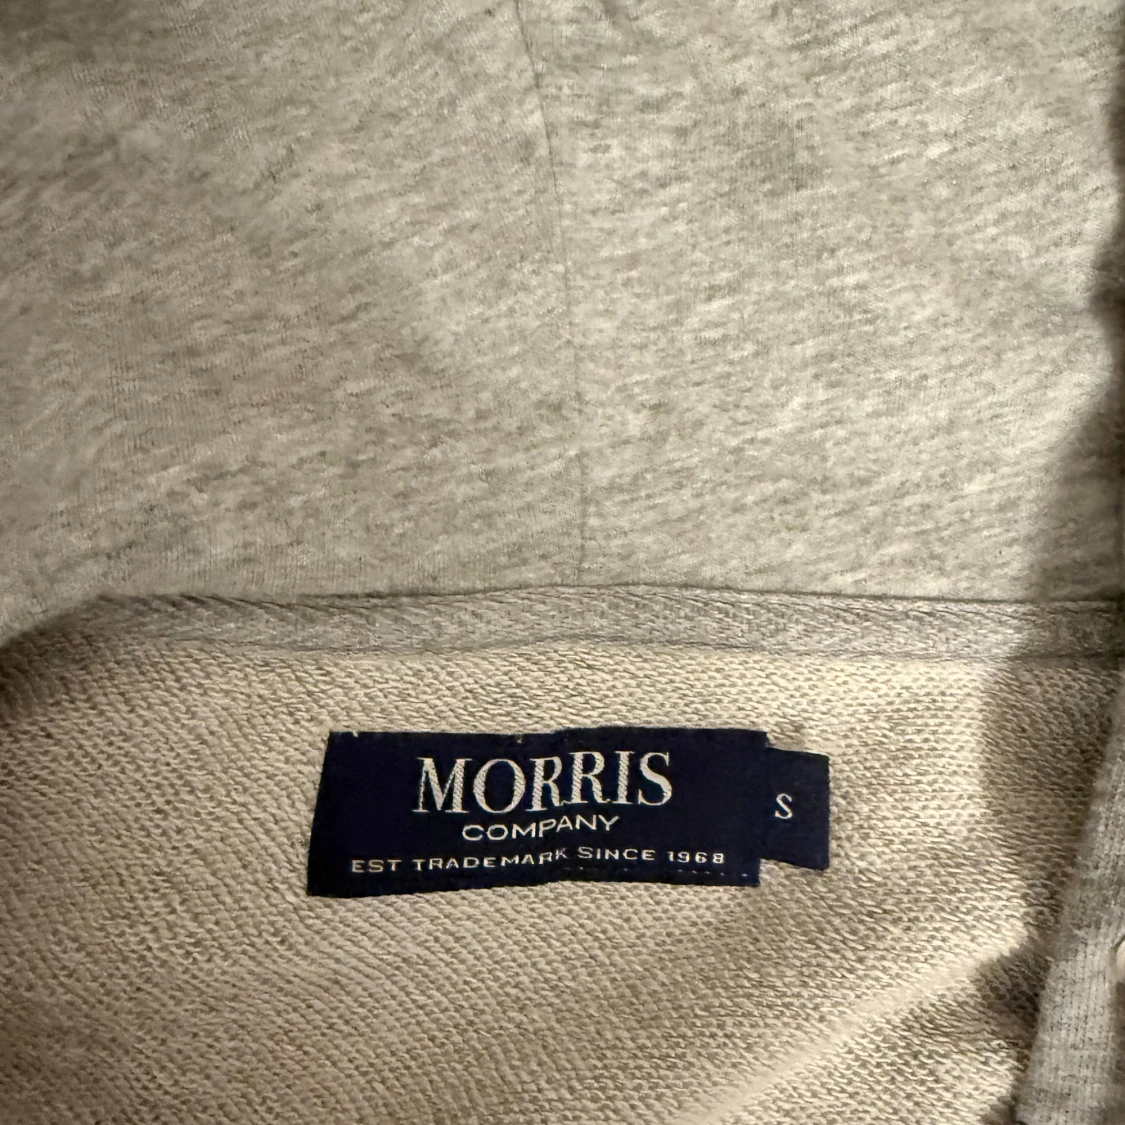 MORRIS
COMPANY
EST TRADEMARK SINCE 1968
S